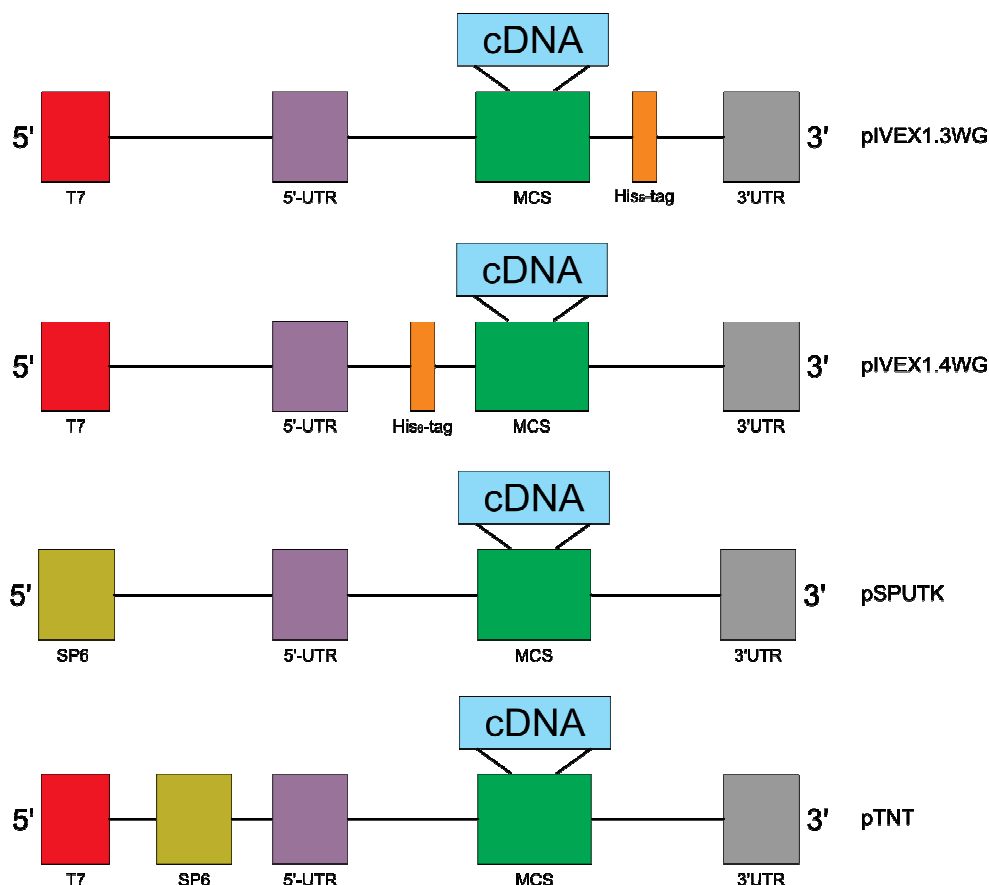 cDNA
5' 3' pIVEX1.3WG
T7 5'-UTR MCS His₆-tag 3'UTR
cDNA
5' 3' pIVEX1.4WG
T7 5'-UTR His₆-tag MCS 3'UTR
cDNA
5' 3' pSPUTK
SP6 5'-UTR MCS 3'UTR
cDNA
5' 3' pTNT
T7 SP6 5'-UTR MCS 3'UTR